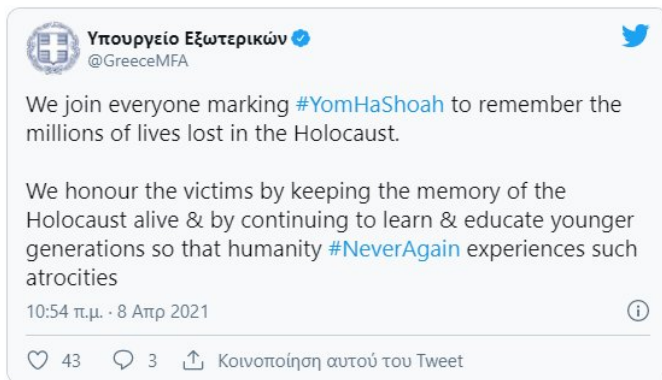 Υπουργείο Εξωτερικών
@GreeceMFA
We join everyone marking #YomHaShoah to remember the
millions of lives lost in the Holocaust.
We honour the victims by keeping the memory of the
Holocaust alive & by continuing to learn & educate younger
generations so that humanity #NeverAgain experiences such
atrocities
10:54 π.μ. · 8 Απρ 2021
43 3 Κοινοποίηση αυτού του Tweet